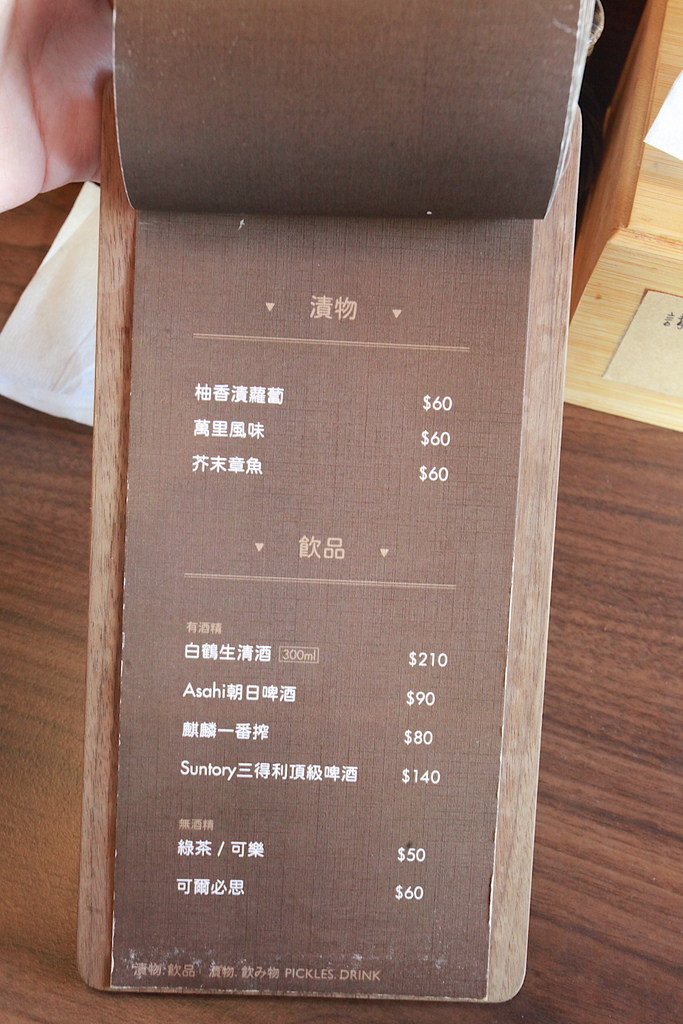 漬物
柚香漬蘿蔔 $60
萬里風味 $60
芥末章魚 $60
飲品
有酒精
白鶴生清酒 300ml $210
Asahi朝日啤酒 $90
麒麟一番搾 $80
Suntory三得利頂級啤酒 $140
無酒精
綠茶 / 可樂 $50
可爾必思 $60
漬物.飲品 漬物. 飲み物 PICKLES. DRINK